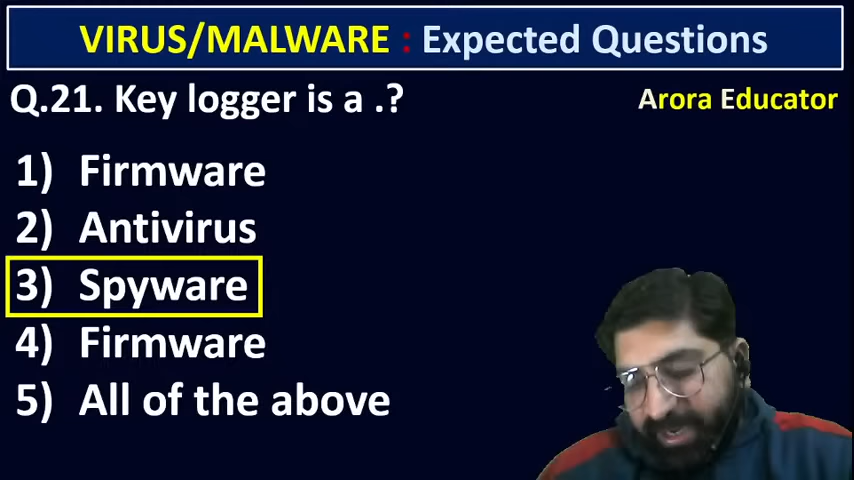 VIRUS/MALWARE : Expected Questions
Q.21. Key logger is a .?
Arora Educator
1) Firmware
2) Antivirus
3) Spyware
4) Firmware
5) All of the above